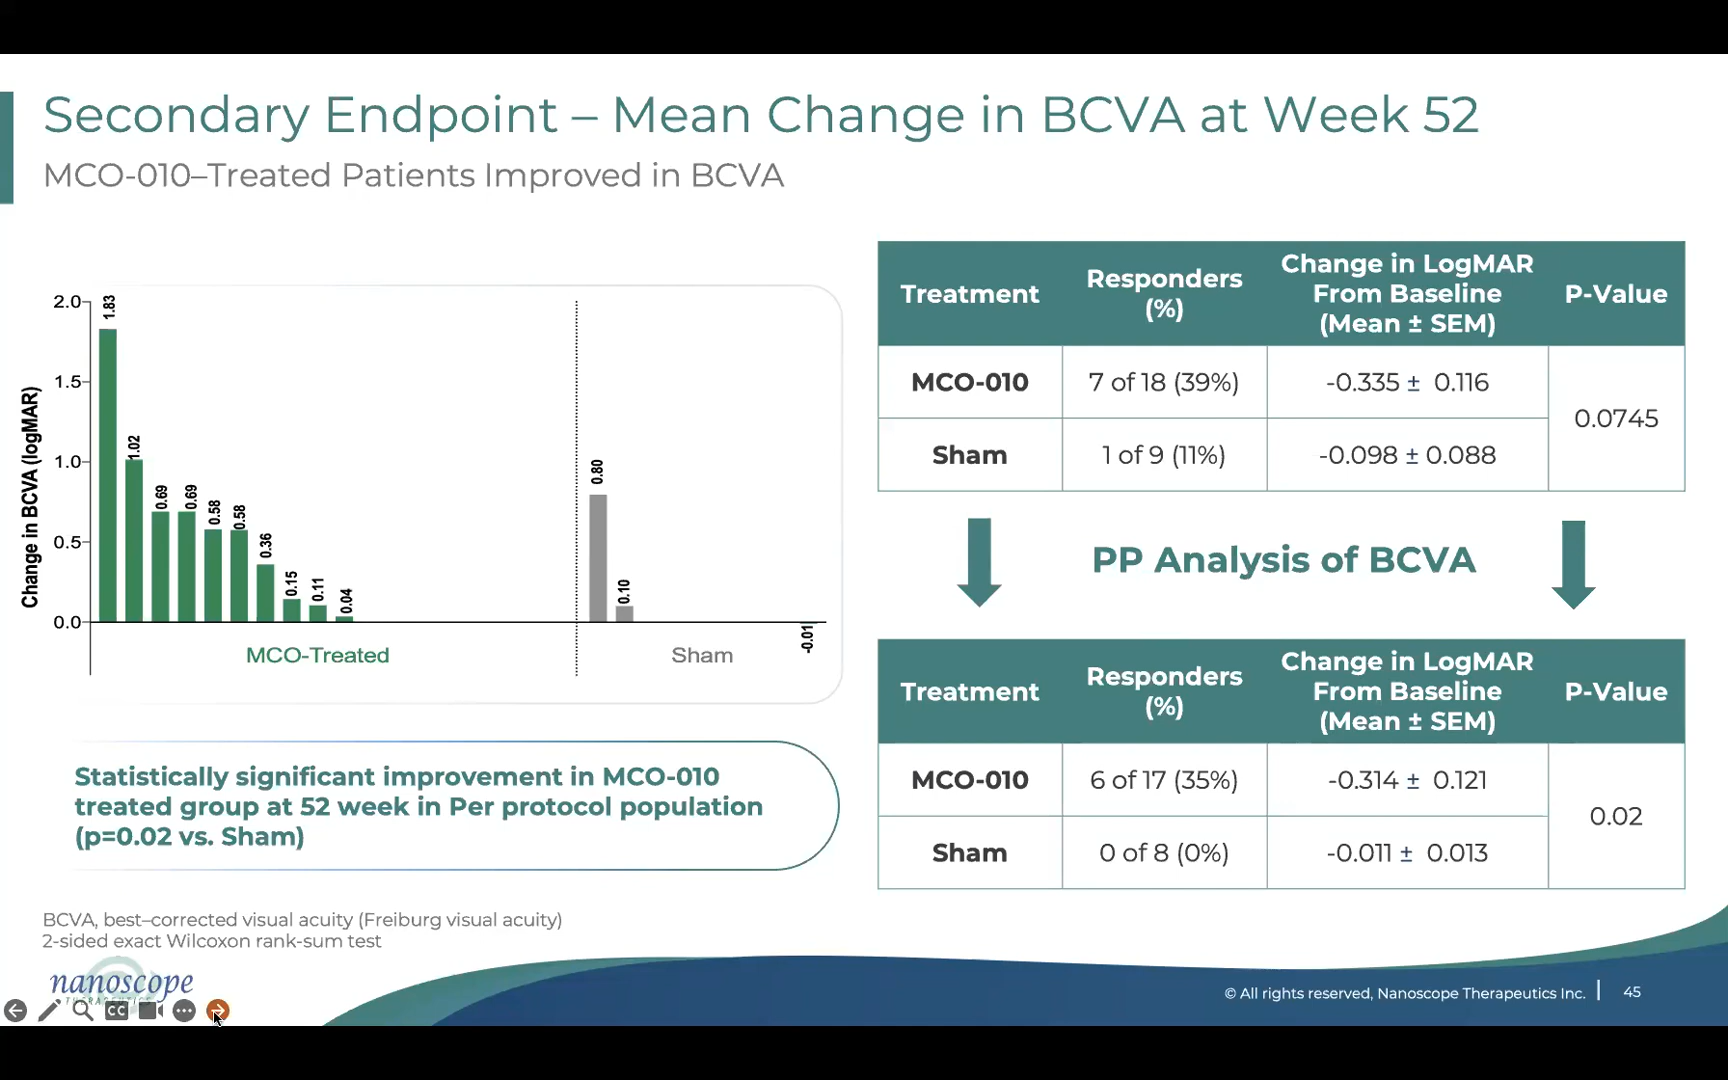 Secondary Endpoint – Mean Change in BCVA at Week 52
MCO-010–Treated Patients Improved in BCVA
Change in BCVA (logMAR)
2.0
1.5
1.0
0.5
0.0
1.83
1.02
0.69
0.69
0.58
0.58
0.36
0.15
0.11
0.04
0.80
0.10
-0.01
MCO-Treated
Sham
Statistically significant improvement in MCO-010
treated group at 52 week in Per protocol population
(p=0.02 vs. Sham)
Treatment
Responders
(%)
Change in LogMAR
From Baseline
(Mean ± SEM)
P-Value
MCO-010
7 of 18 (39%)
-0.335 ± 0.116
0.0745
Sham
1 of 9 (11%)
-0.098 ± 0.088
PP Analysis of BCVA
Treatment
Responders
(%)
Change in LogMAR
From Baseline
(Mean ± SEM)
P-Value
MCO-010
6 of 17 (35%)
-0.314 ± 0.121
0.02
Sham
0 of 8 (0%)
-0.011 ± 0.013
BCVA, best–corrected visual acuity (Freiburg visual acuity)
2-sided exact Wilcoxon rank-sum test
nanoscope
THERAPEUTICS
CC
© All rights reserved, Nanoscope Therapeutics Inc.
45